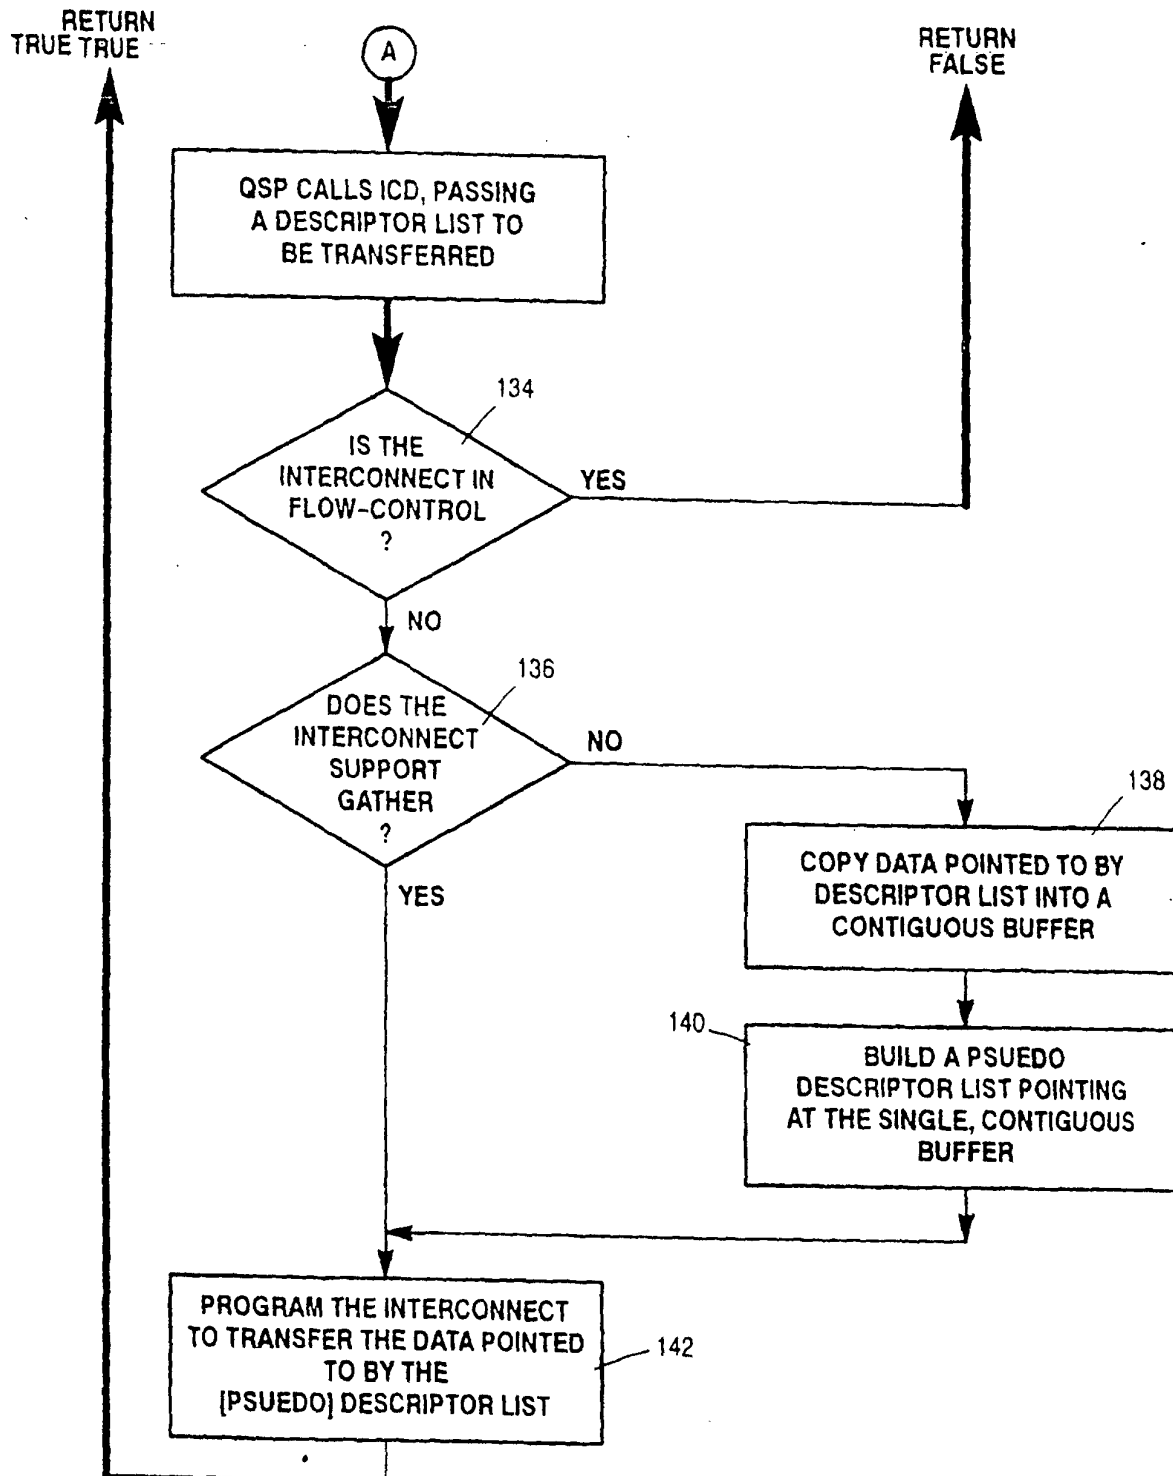 RETURN
TRUE TRUE
A
RETURN
FALSE
QSP CALLS ICD, PASSING
A DESCRIPTOR LIST TO
BE TRANSFERRED
134
IS THE
INTERCONNECT IN
FLOW-CONTROL
?
YES
NO
136
DOES THE
INTERCONNECT
SUPPORT
GATHER
?
NO
YES
138
COPY DATA POINTED TO BY
DESCRIPTOR LIST INTO A
CONTIGUOUS BUFFER
140
BUILD A PSUEDO
DESCRIPTOR LIST POINTING
AT THE SINGLE, CONTIGUOUS
BUFFER
PROGRAM THE INTERCONNECT
TO TRANSFER THE DATA POINTED
TO BY THE
[PSUEDO] DESCRIPTOR LIST
142